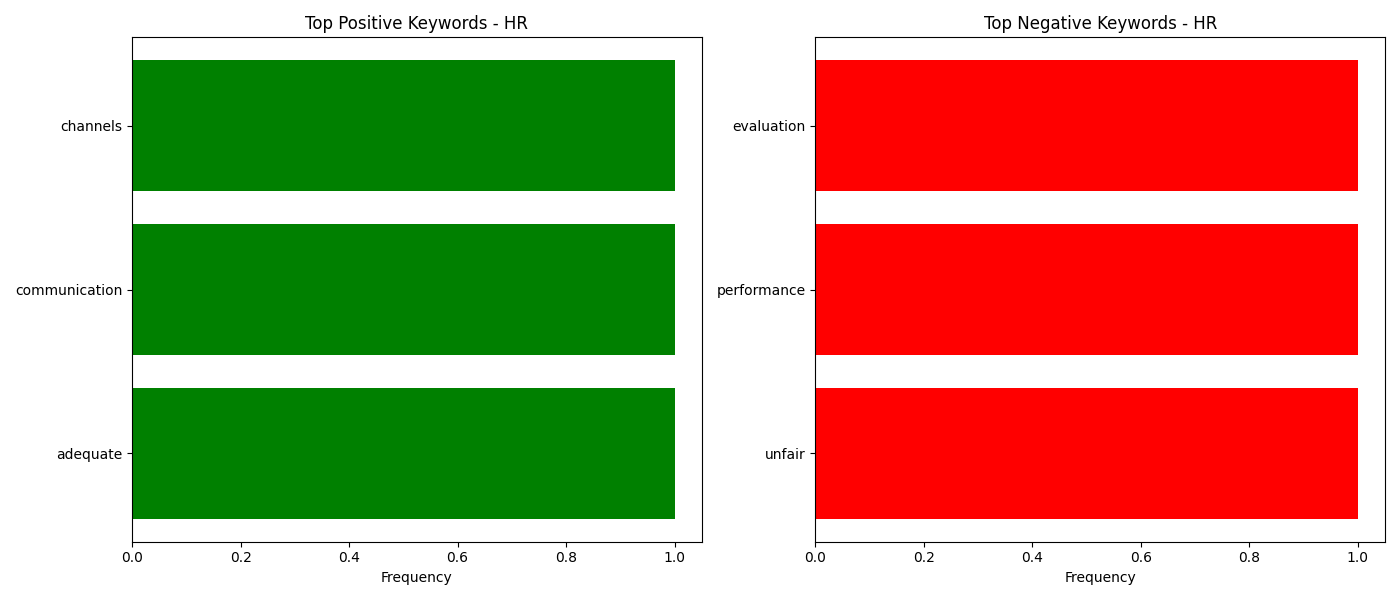 Top Positive Keywords - HR
channels
communication
adequate
0.0 0.2 0.4 0.6 0.8 1.0
Frequency
Top Negative Keywords - HR
evaluation
performance
unfair
0.0 0.2 0.4 0.6 0.8 1.0
Frequency